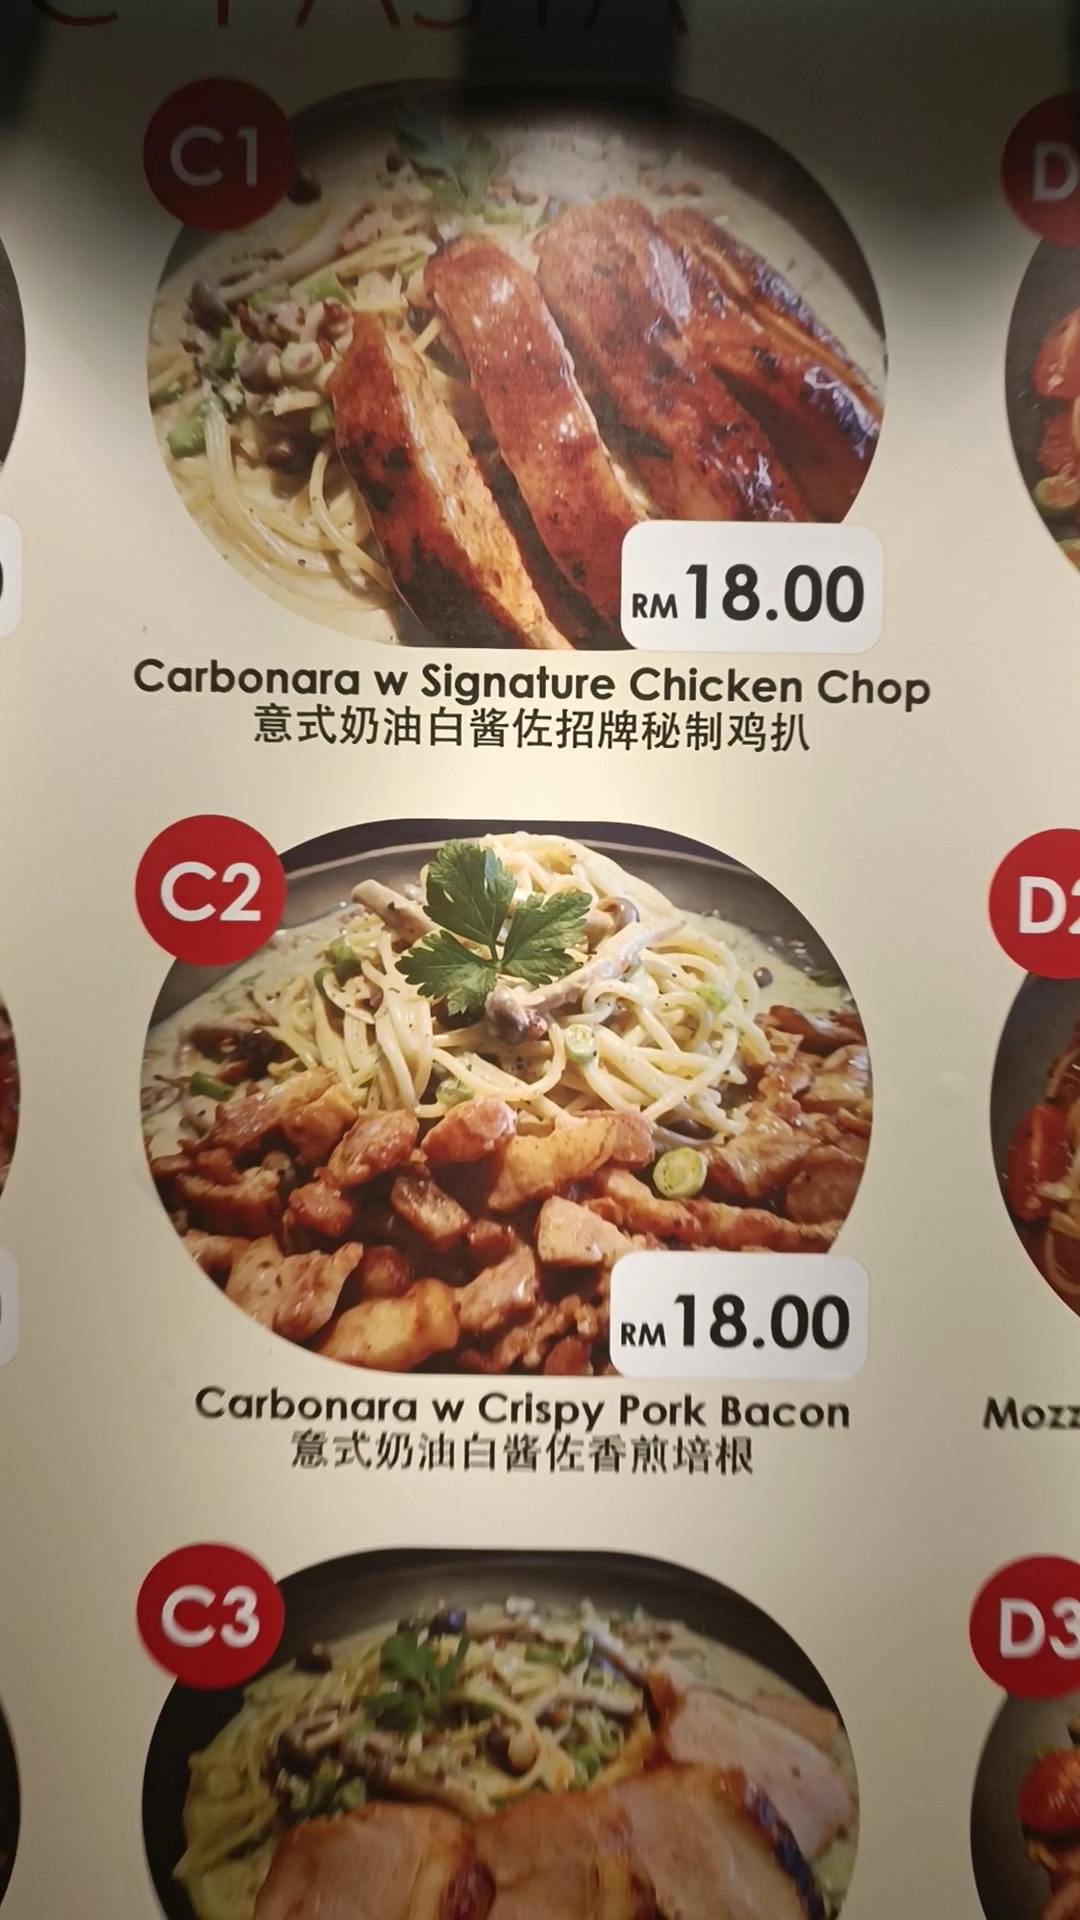 PASTA
C1
RM18.00
Carbonara w Signature Chicken Chop
意式奶油白酱佐招牌秘制鸡扒
C2
D2
RM18.00
Carbonara w Crispy Pork Bacon
意式奶油白酱佐香煎培根
Mozz
C3
D3